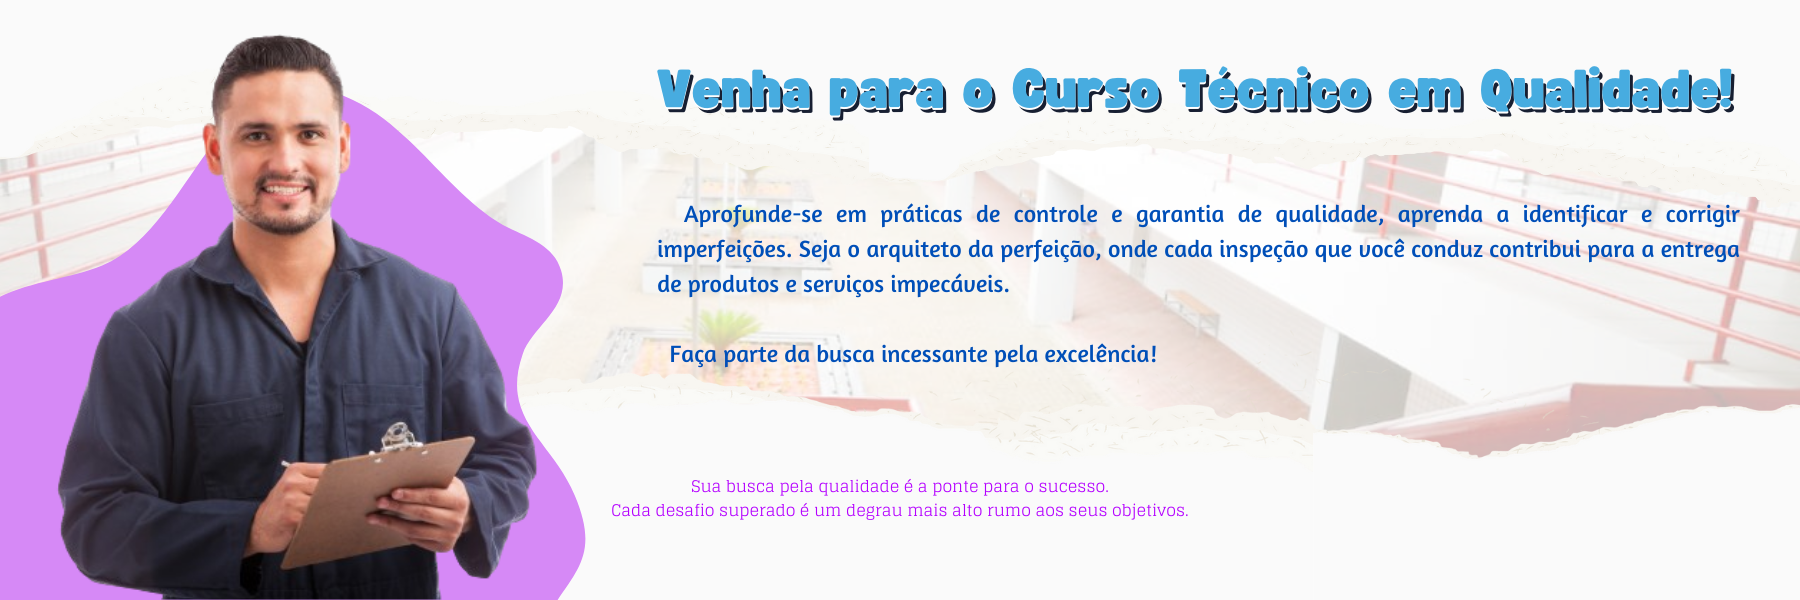 Venha para o Curso Técnico em Qualidade!
Aprofunde-se em práticas de controle e garantia de qualidade, aprenda a identificar e corrigir
imperfeições. Seja o arquiteto da perfeição, onde cada inspeção que você conduz contribui para a entrega
de produtos e serviços impecáveis.
Faça parte da busca incessante pela excelência!
Sua busca pela qualidade é a ponte para o sucesso.
Cada desafio superado é um degrau mais alto rumo aos seus objetivos.